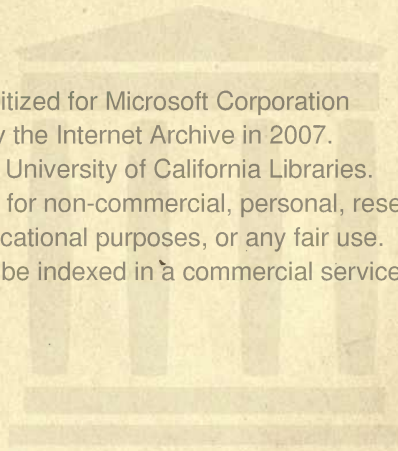 itized for Microsoft Corporation
y the Internet Archive in 2007.
University of California Libraries.
for non-commercial, personal, rese
cational purposes, or any fair use.
be indexed in a commercial service